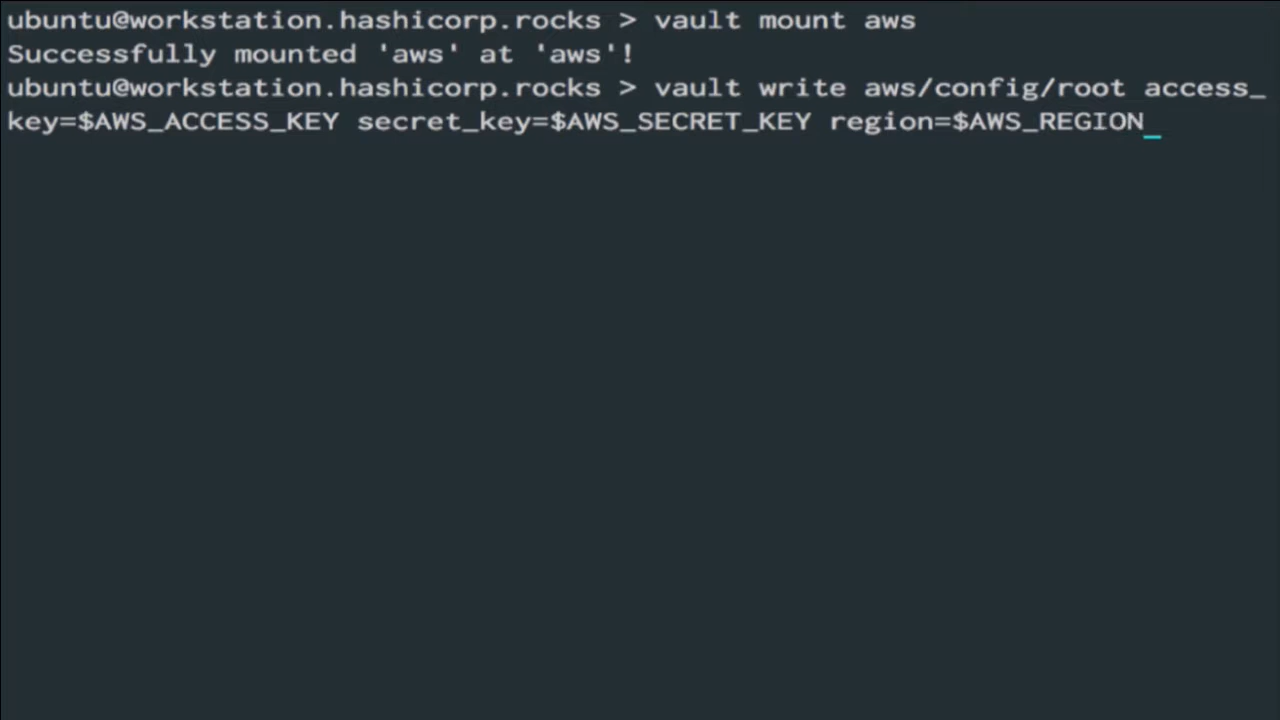 ubuntu@workstation.hashicorp.rocks > vault mount aws
Successfully mounted 'aws' at 'aws'!
ubuntu@workstation.hashicorp.rocks > vault write aws/config/root access_
key=$AWS_ACCESS_KEY secret_key=$AWS_SECRET_KEY region=$AWS_REGION